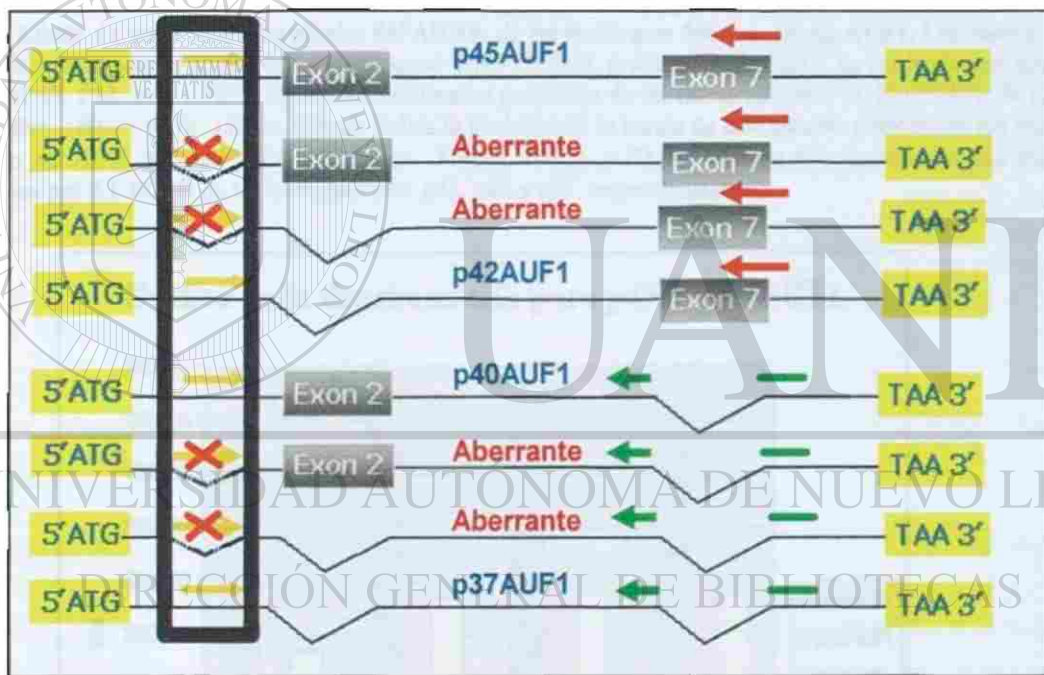 5'ATG Exon 2 p45AUF1 Exon 7 TAA 3'
5'ATG Exon 2 Aberrante Exon 7 TAA 3'
5'ATG Aberrante Exon 7 TAA 3'
5'ATG p42AUF1 Exon 7 TAA 3'
UANL
5'ATG Exon 2 p40AUF1 TAA 3'
5'ATG Exon 2 Aberrante TAA 3'
UNIVERSIDAD AUTÓNOMA DE NUEVO
5'ATG Aberrante TAA 3'
DIRECCIÓN GENERAL DE BIBLIOTECAS
5'ATG p37AUF1 TAA 3'